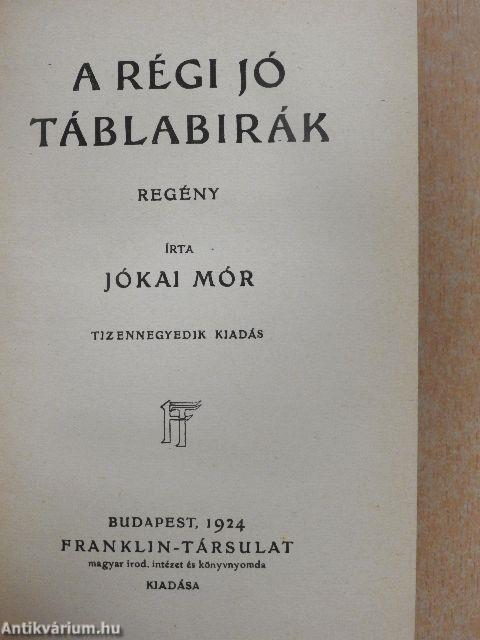 A RÉGI JÓ
TÁBLABIRÁK
REGÉNY
ÍRTA
JÓKAI MÓR
TIZENNEGYEDIK KIADÁS
FT
BUDAPEST, 1924
FRANKLIN-TÁRSULAT
magyar irod. intézet és könyvnyomda
KIADÁSA
Antikvárium.hu